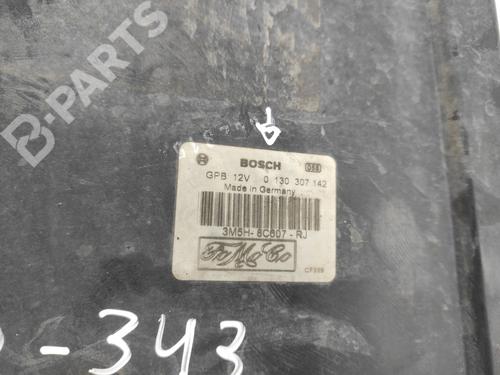 B-PARTS
BOSCH
GPB 12V 0 130 307 142
Made in Germany
3M5H-8C607-RJ
FoMoCo
-343